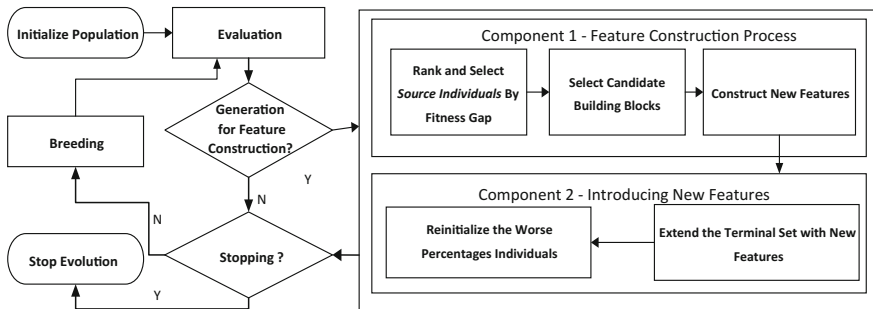 Initialize Population
Evaluation
Generation
for Feature
Construction?
Y
N
Breeding
N
Stopping ?
Stop Evolution
Y
Component 1 - Feature Construction Process
Rank and Select
Source Individuals By
Fitness Gap
Select Candidate
Building Blocks
Construct New Features
Component 2 - Introducing New Features
Reinitialize the Worse
Percentages Individuals
Extend the Terminal Set with New
Features